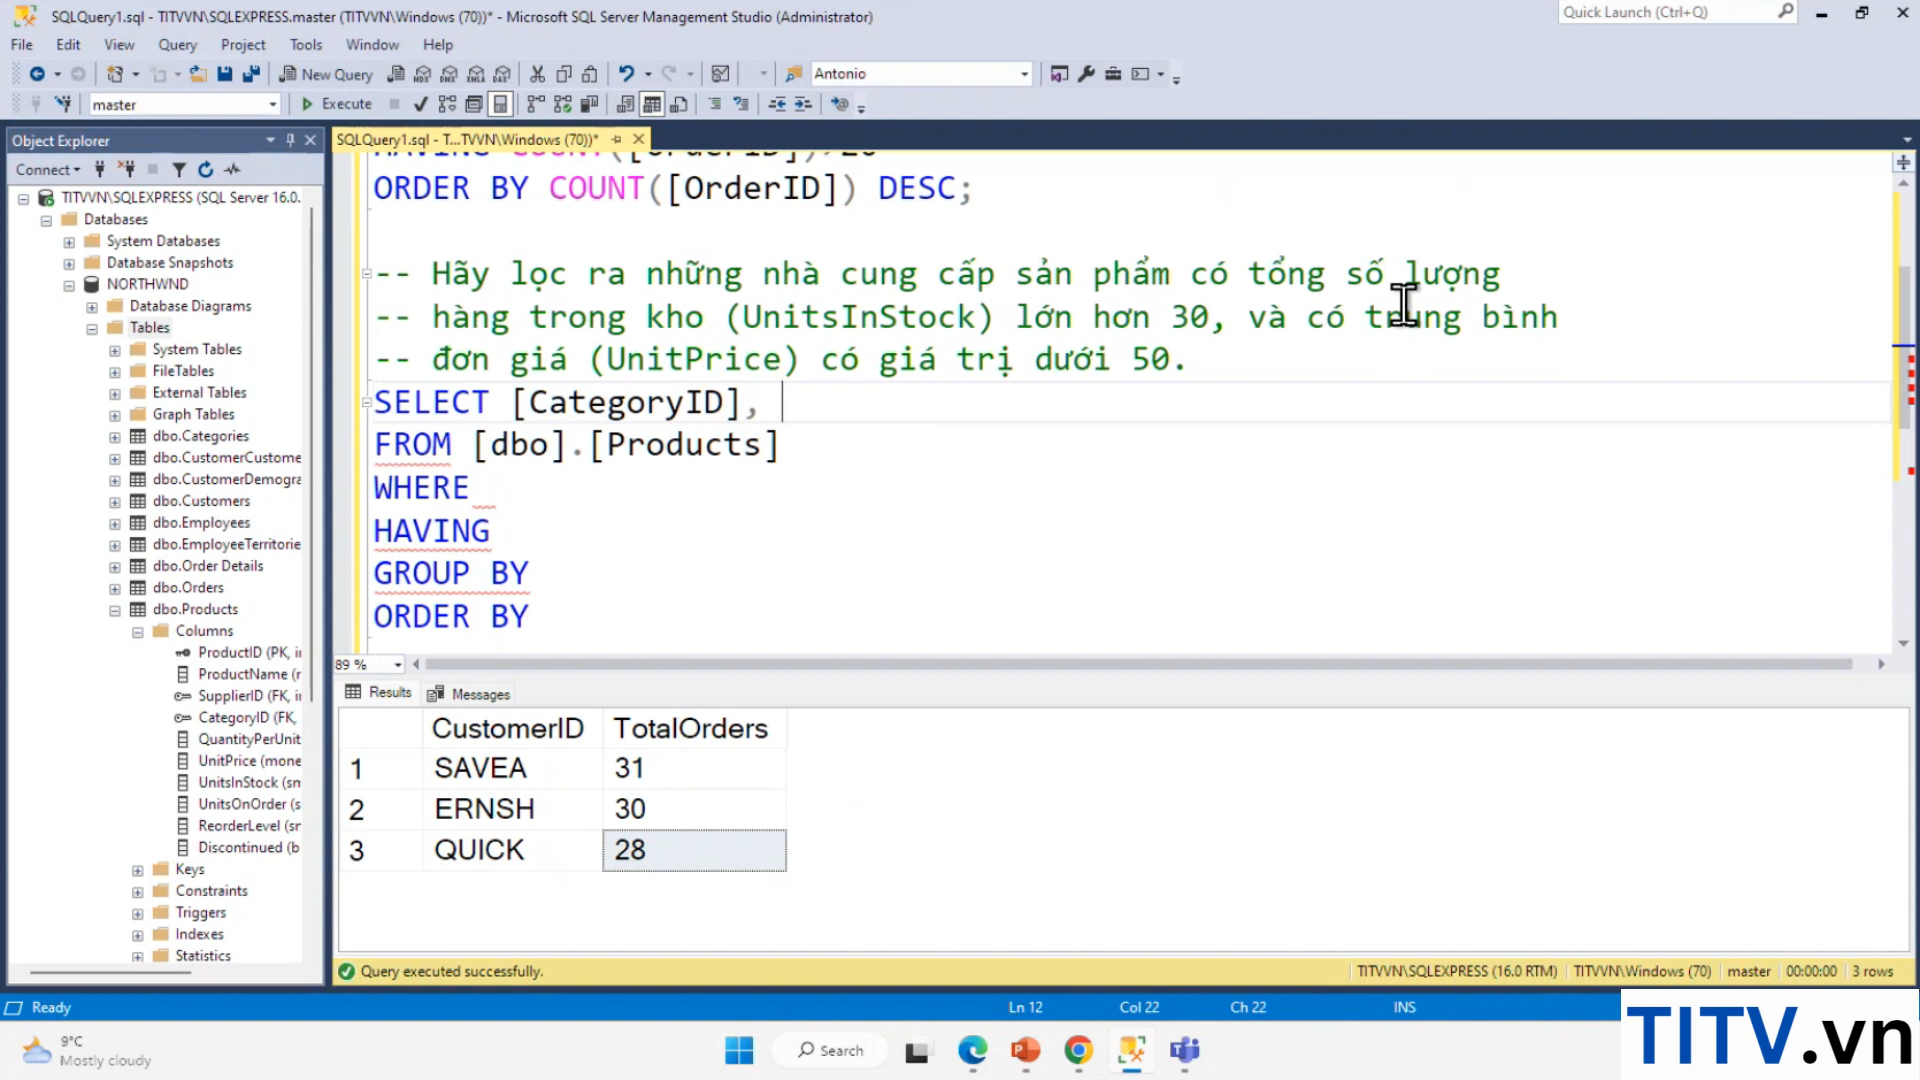 SQLQuery1.sql - TITVVN\SQLEXPRESS.master (TITVVN\Windows (70))* - Microsoft SQL Server Management Studio (Administrator)
Quick Launch (Ctrl+Q)
File Edit View Query Project Tools Window Help
New Query
Antonio
master
Execute
Object Explorer
SQLQuery1.sql - T...TVVN\Windows (70))*
Connect
TITVVN\SQLEXPRESS (SQL Server 16.0.
Databases
System Databases
Database Snapshots
NORTHWND
Database Diagrams
Tables
System Tables
FileTables
External Tables
Graph Tables
dbo.Categories
dbo.CustomerCustome
dbo.CustomerDemogra
dbo.Customers
dbo.Employees
dbo.EmployeeTerritorie
dbo.Order Details
dbo.Orders
dbo.Products
Columns
ProductID (PK, i
ProductName (r
SupplierID (FK, i
CategoryID (FK,
QuantityPerUnit
UnitPrice (mone
UnitsInStock (sn
UnitsOnOrder (s
ReorderLevel (sr
Discontinued (b
Keys
Constraints
Triggers
Indexes
Statistics
HAVING COUNT([OrderID])>20
ORDER BY COUNT([OrderID]) DESC;
-- Hãy lọc ra những nhà cung cấp sản phẩm có tổng số lượng
-- hàng trong kho (UnitsInStock) lớn hơn 30, và có trung bình
-- đơn giá (UnitPrice) có giá trị dưới 50.
SELECT [CategoryID],
FROM [dbo].[Products]
WHERE
HAVING
GROUP BY
ORDER BY
89 %
Results Messages
CustomerID TotalOrders
1 SAVEA 31
2 ERNSH 30
3 QUICK 28
Query executed successfully.
TITVVN\SQLEXPRESS (16.0 RTM) TITVVN\Windows (70) master 00:00:00 3 rows
Ready
Ln 12 Col 22 Ch 22 INS
9°C
Mostly cloudy
Search
TITV.vn